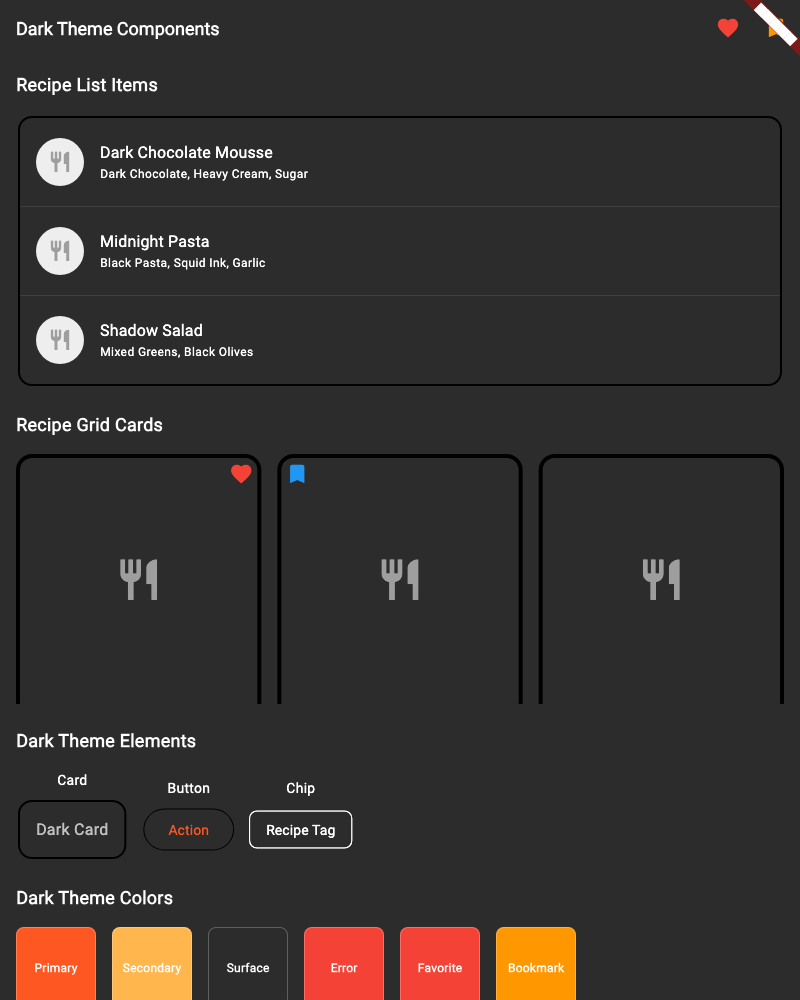 Dark Theme Components
Recipe List Items
Dark Chocolate Mousse
Dark Chocolate, Heavy Cream, Sugar
Midnight Pasta
Black Pasta, Squid Ink, Garlic
Shadow Salad
Mixed Greens, Black Olives
Recipe Grid Cards
Dark Theme Elements
Card
Button
Chip
Dark Card
Action
Recipe Tag
Dark Theme Colors
Primary
Secondary
Surface
Error
Favorite
Bookmark